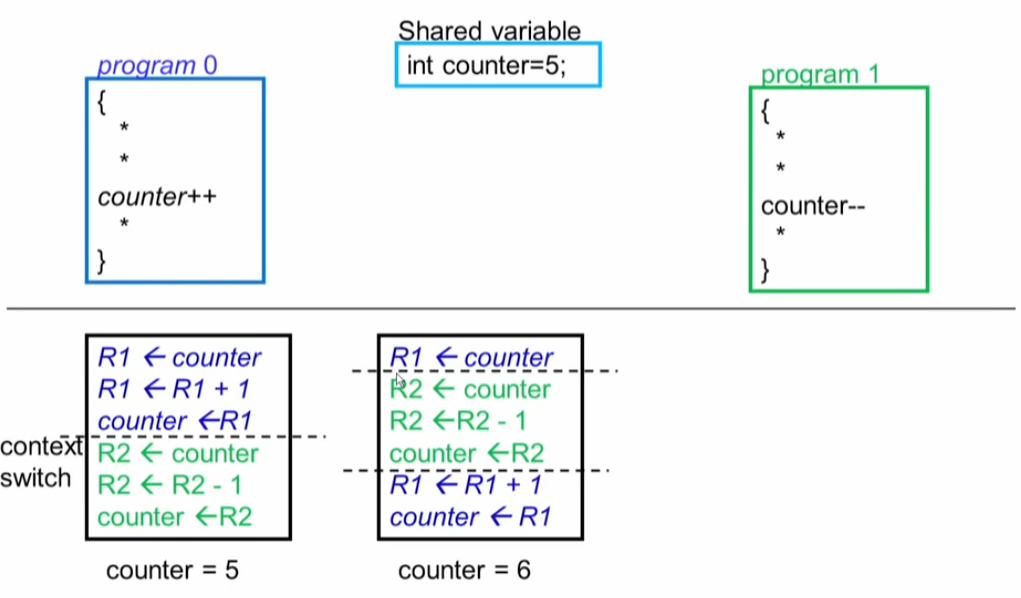 Shared variable
int counter=5;
program 0
{
*
*
counter++
*
}
program 1
{
*
*
counter--
*
}
R1 ← counter
R1 ← R1 + 1
counter ←R1
context
switch
R2 ← counter
R2 ← R2 - 1
counter ←R2
counter = 5
R1 ← counter
R2 ← counter
R2 ←R2 - 1
counter ←R2
R1 ← R1 + 1
counter ← R1
counter = 6